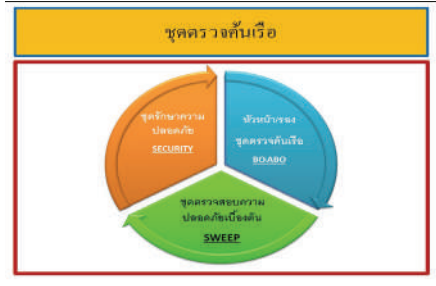 ชุดตรวจค้นเรือ
ชุดรักษาความ
ปลอดภัย
SECURITY
หัวหน้า/รอง
ชุดตรวจค้นเรือ
BO/ABO
ชุดตรวจสอบความ
ปลอดภัยเบื้องต้น
SWEEP